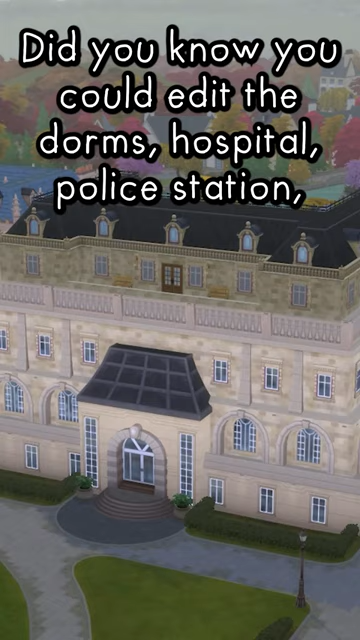 Did you know you
could edit the
dorms, hospital,
police station,